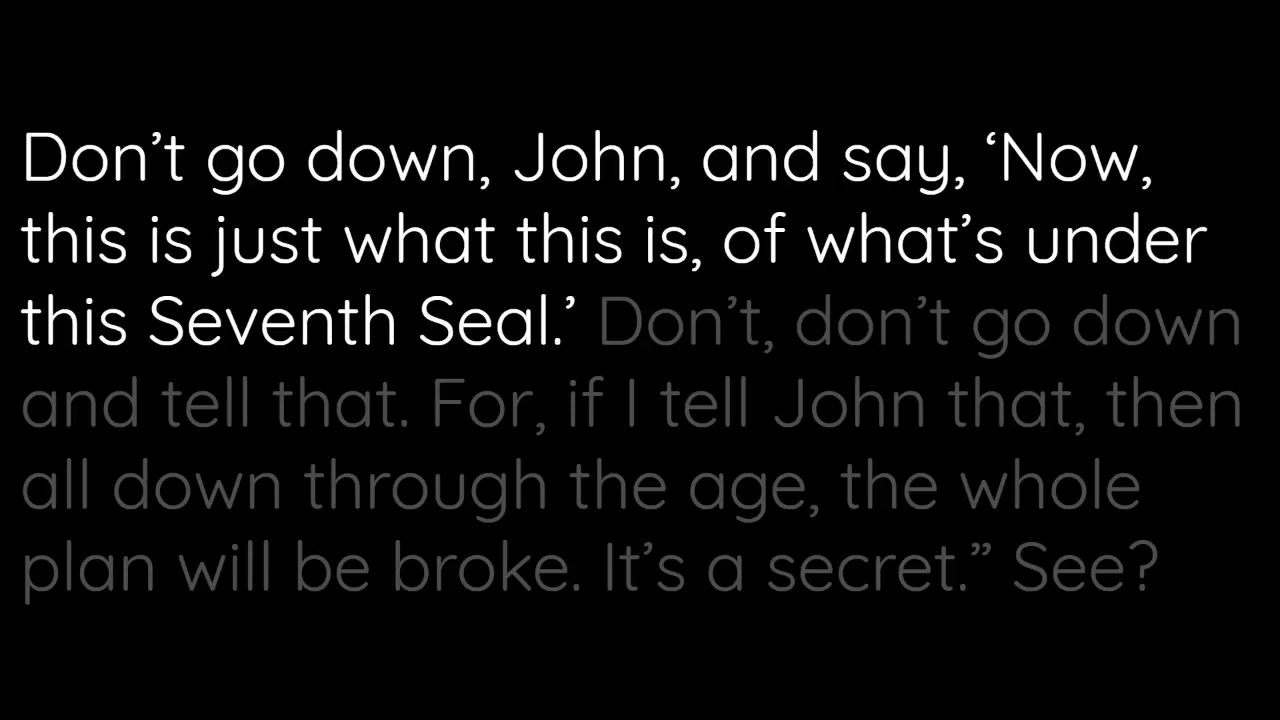 Don’t go down, John, and say, ‘Now,
this is just what this is, of what’s under
this Seventh Seal.’ Don’t, don’t go down
and tell that. For, if I tell John that, then
all down through the age, the whole
plan will be broke. It’s a secret.” See?